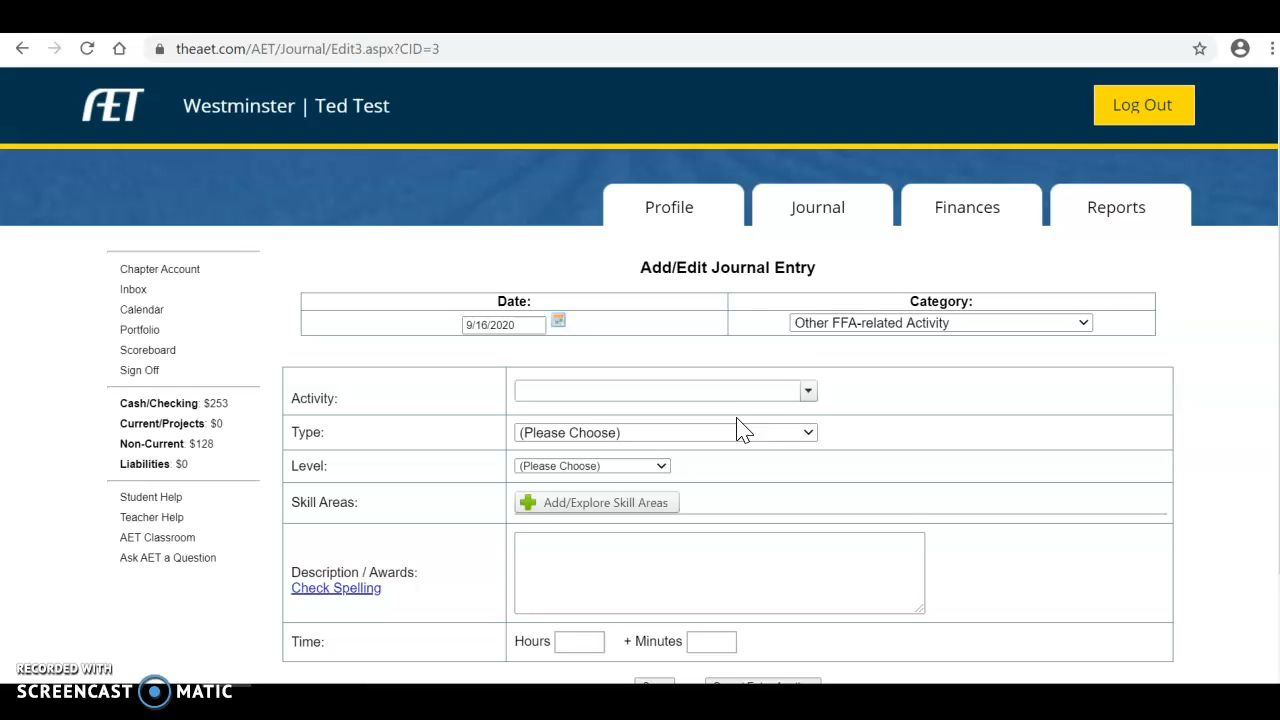 theaet.com/AET/Journal/Edit3.aspx?CID=3
AET Westminster | Ted Test
Log Out
Profile Journal Finances Reports
Chapter Account
Inbox
Calendar
Portfolio
Scoreboard
Sign Off
Cash/Checking: $253
Current/Projects: $0
Non-Current: $128
Liabilities: $0
Student Help
Teacher Help
AET Classroom
Ask AET a Question
Add/Edit Journal Entry
Date: Category:
9/16/2020 Other FFA-related Activity
Activity:
Type: (Please Choose)
Level: (Please Choose)
Skill Areas: Add/Explore Skill Areas
Description / Awards:
Check Spelling
Time: Hours + Minutes
RECORDED WITH
SCREENCAST MATIC